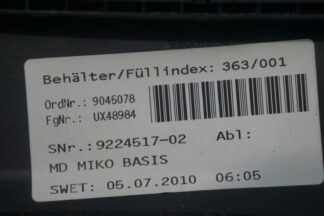 Behälter/Füllindex: 363/001
OrdNr.: 9045078
FgNr.: UX48984
SNr.:9224517-02 Abl:
MD MIKO BASIS
SWET: 05.07.2010 06:05